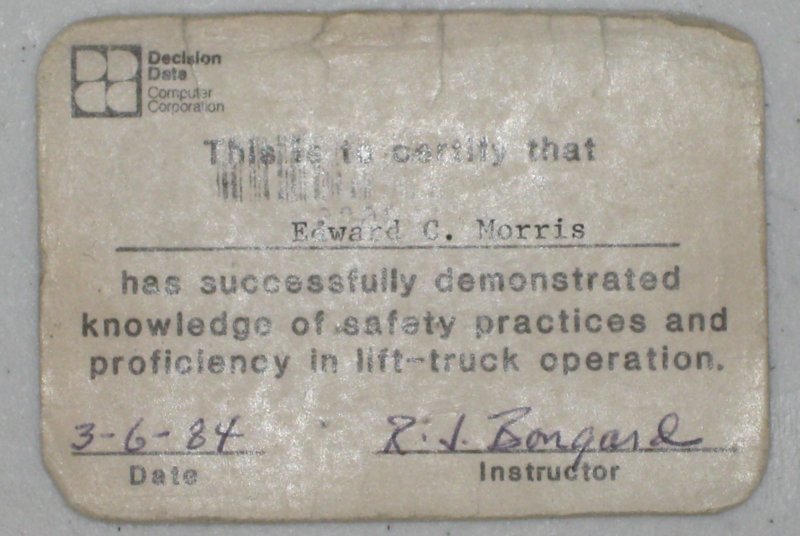 Decision
Data
Computer
Corporation
This is to certify that
Edward C. Morris
has successfully demonstrated
knowledge of safety practices and
proficiency in lift-truck operation.
3-6-84 R. J. Bongard
Date Instructor